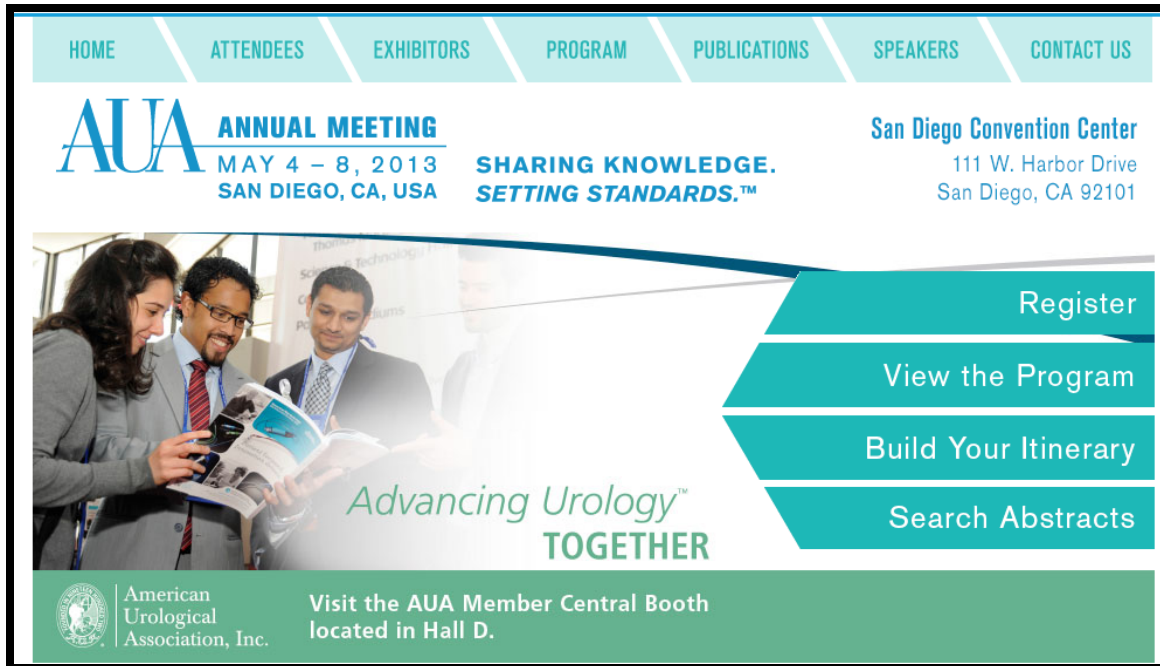 HOME
ATTENDEES
EXHIBITORS
PROGRAM
PUBLICATIONS
SPEAKERS
CONTACT US
AUA
ANNUAL MEETING
MAY 4 – 8, 2013
SAN DIEGO, CA, USA
SHARING KNOWLEDGE.
SETTING STANDARDS.™
San Diego Convention Center
111 W. Harbor Drive
San Diego, CA 92101
Thomas
Science & Technology
Register
View the Program
Build Your Itinerary
Search Abstracts
Advancing Urology™
TOGETHER
American
Urological
Association, Inc.
Visit the AUA Member Central Booth
located in Hall D.